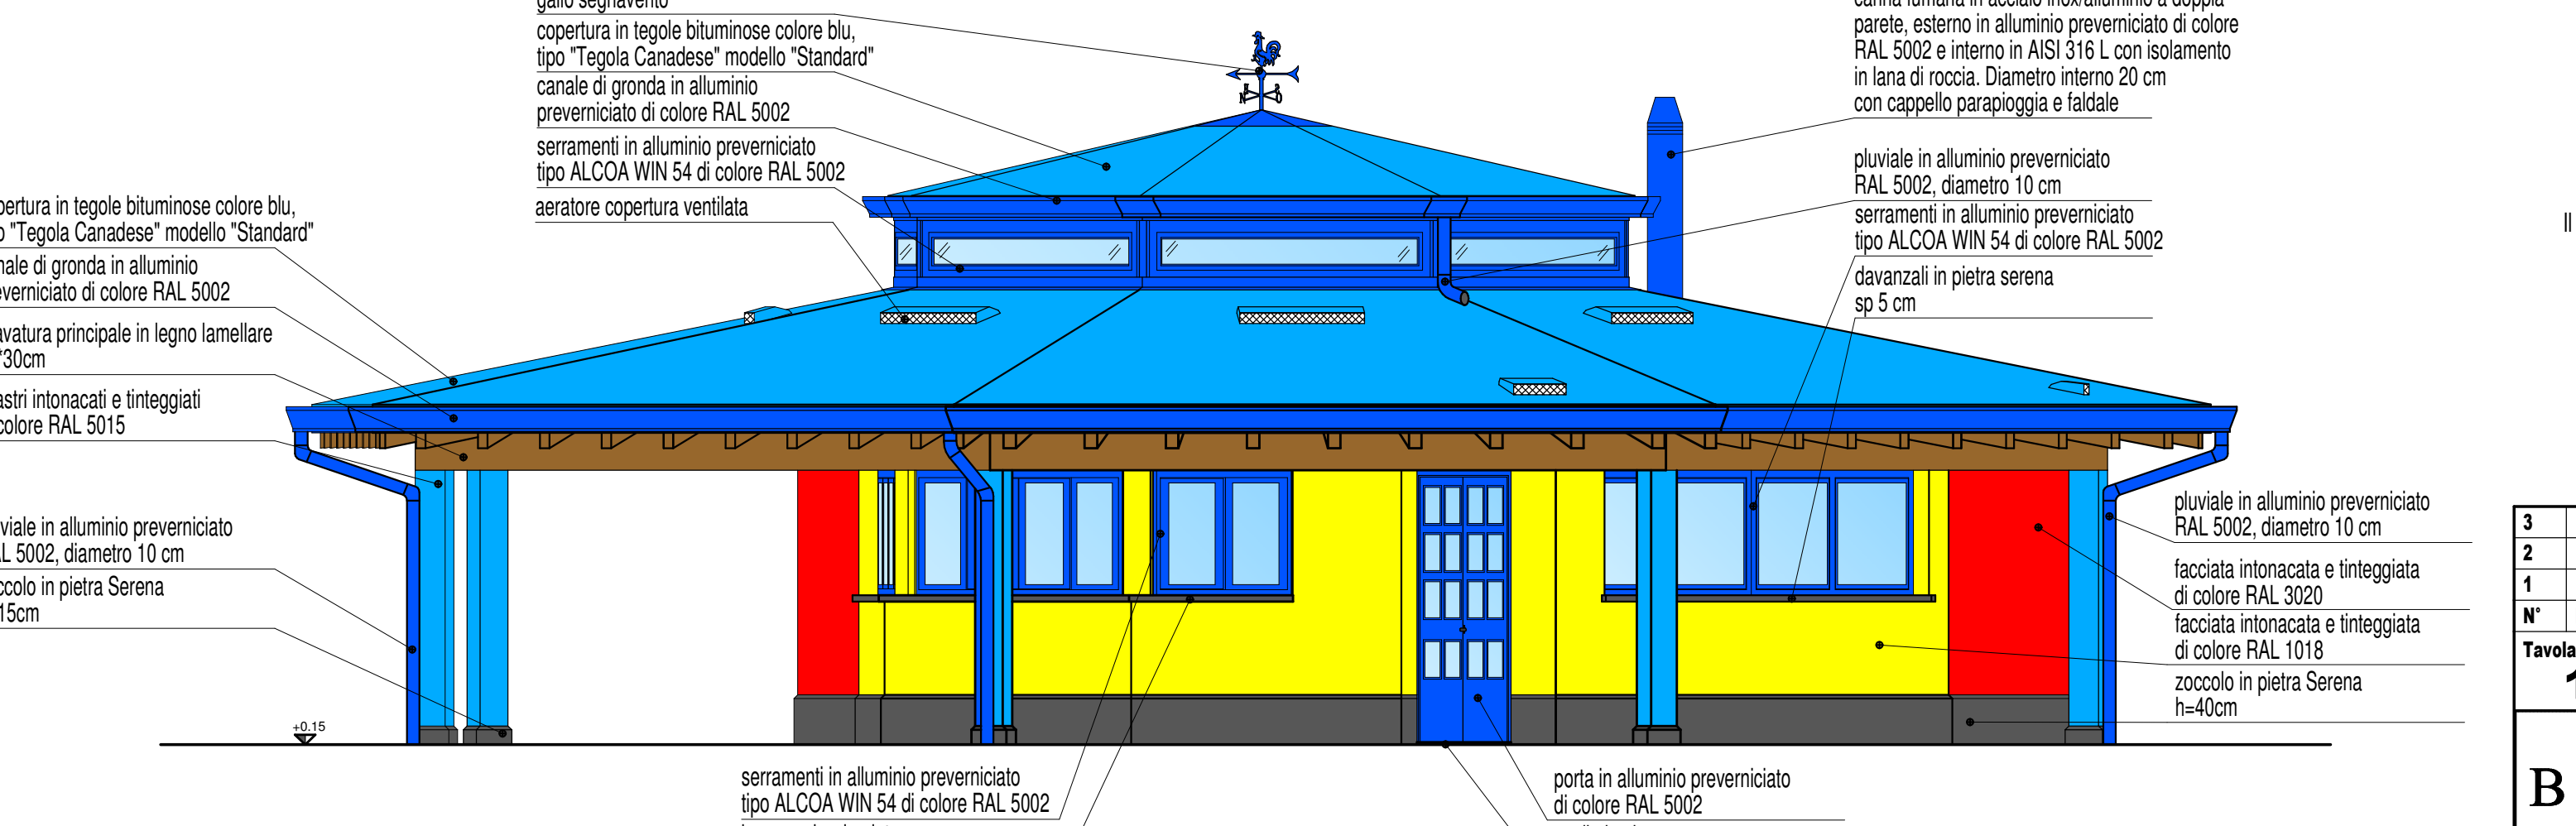 gallo segnavento
copertura in tegole bituminose colore blu,
tipo "Tegola Canadese" modello "Standard"
canale di gronda in alluminio
preverniciato di colore RAL 5002
serramenti in alluminio preverniciato
tipo ALCOA WIN 54 di colore RAL 5002
aeratore copertura ventilata
pertura in tegole bituminose colore blu,
o "Tegola Canadese" modello "Standard"
nale di gronda in alluminio
everniciato di colore RAL 5002
avatura principale in legno lamellare
*30cm
astri intonacati e tinteggiati
colore RAL 5015
viale in alluminio preverniciato
AL 5002, diametro 10 cm
ccolo in pietra Serena
15cm
+0.15
N
O
canna fumaria in acciaio inox/alluminio a doppia
parete, esterno in alluminio preverniciato di colore
RAL 5002 e interno in AISI 316 L con isolamento
in lana di roccia. Diametro interno 20 cm
con cappello parapioggia e faldale
pluviale in alluminio preverniciato
RAL 5002, diametro 10 cm
serramenti in alluminio preverniciato
tipo ALCOA WIN 54 di colore RAL 5002
davanzali in pietra serena
sp 5 cm
pluviale in alluminio preverniciato
RAL 5002, diametro 10 cm
facciata intonacata e tinteggiata
di colore RAL 3020
facciata intonacata e tinteggiata
di colore RAL 1018
zoccolo in pietra Serena
h=40cm
serramenti in alluminio preverniciato
tipo ALCOA WIN 54 di colore RAL 5002
porta in alluminio preverniciato
di colore RAL 5002
Il
3
2
1
N°
Tavola
1
B